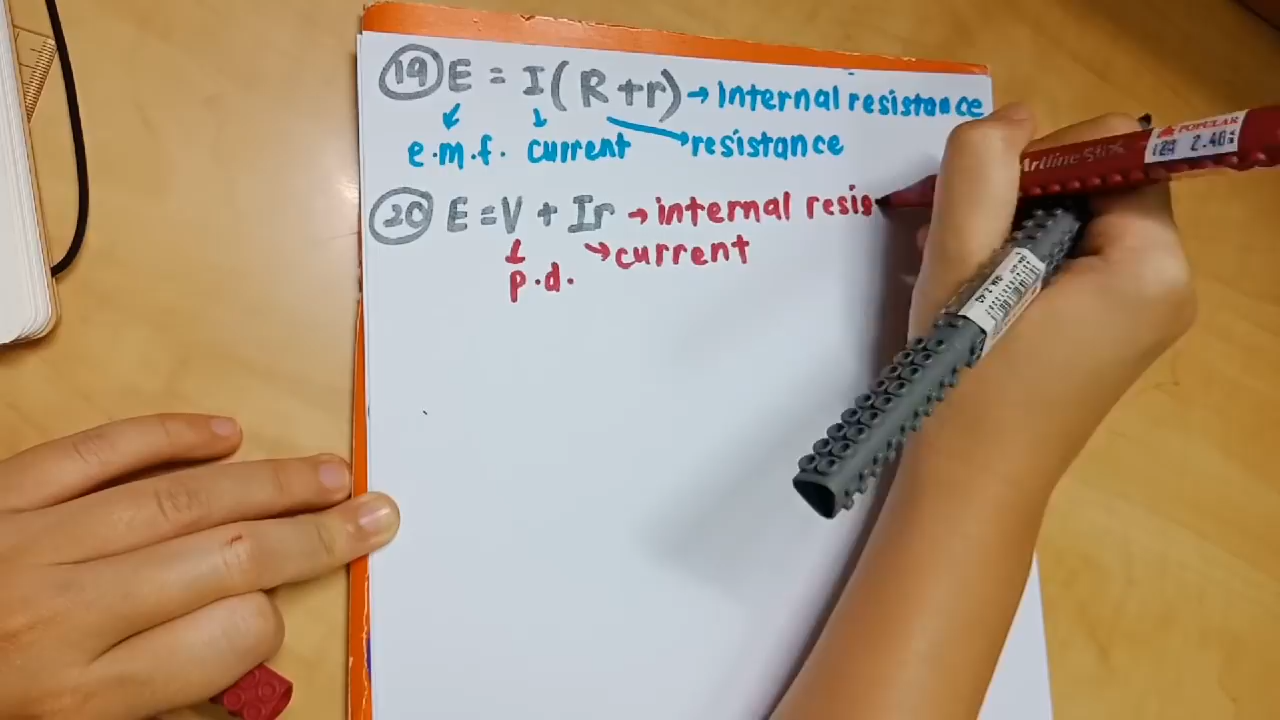 19 E = I(R+r) → Internal resistance
e.m.f. current resistance
20 E = V + Ir → internal resis
p.d. → current
Artline Stix
POPULAR
2.40